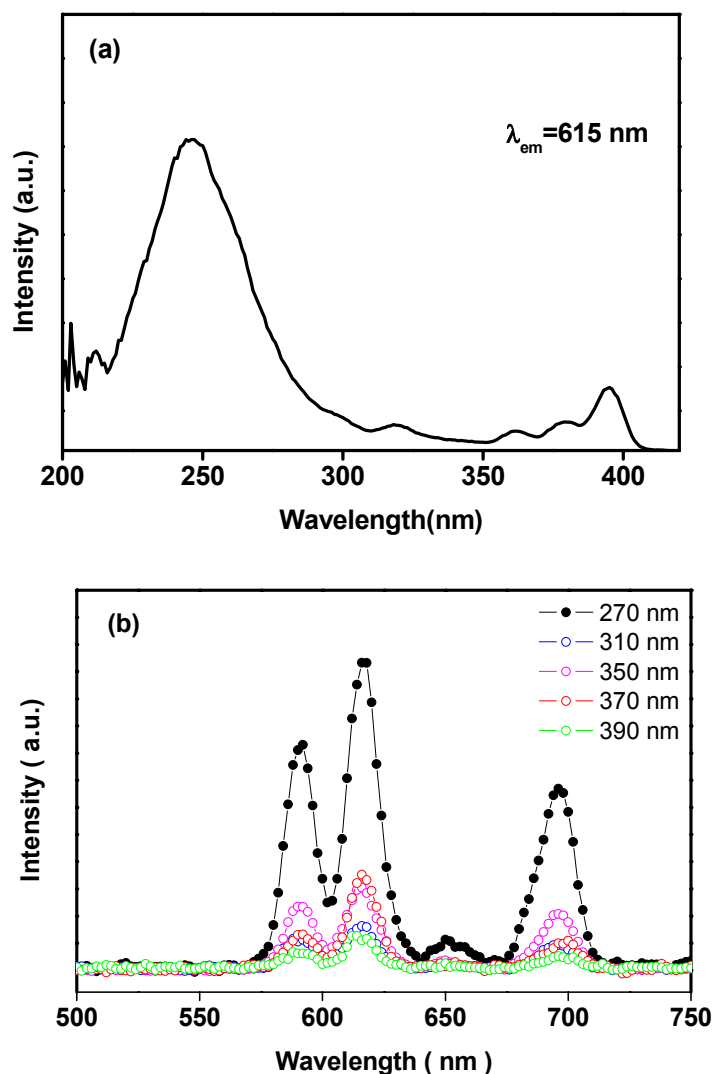 (a)
λem=615 nm
Intensity (a.u.)
200 250 300 350 400
Wavelength(nm)
(b)
270 nm
310 nm
350 nm
370 nm
390 nm
Intensity ( a.u.)
500 550 600 650 700 750
Wavelength ( nm )